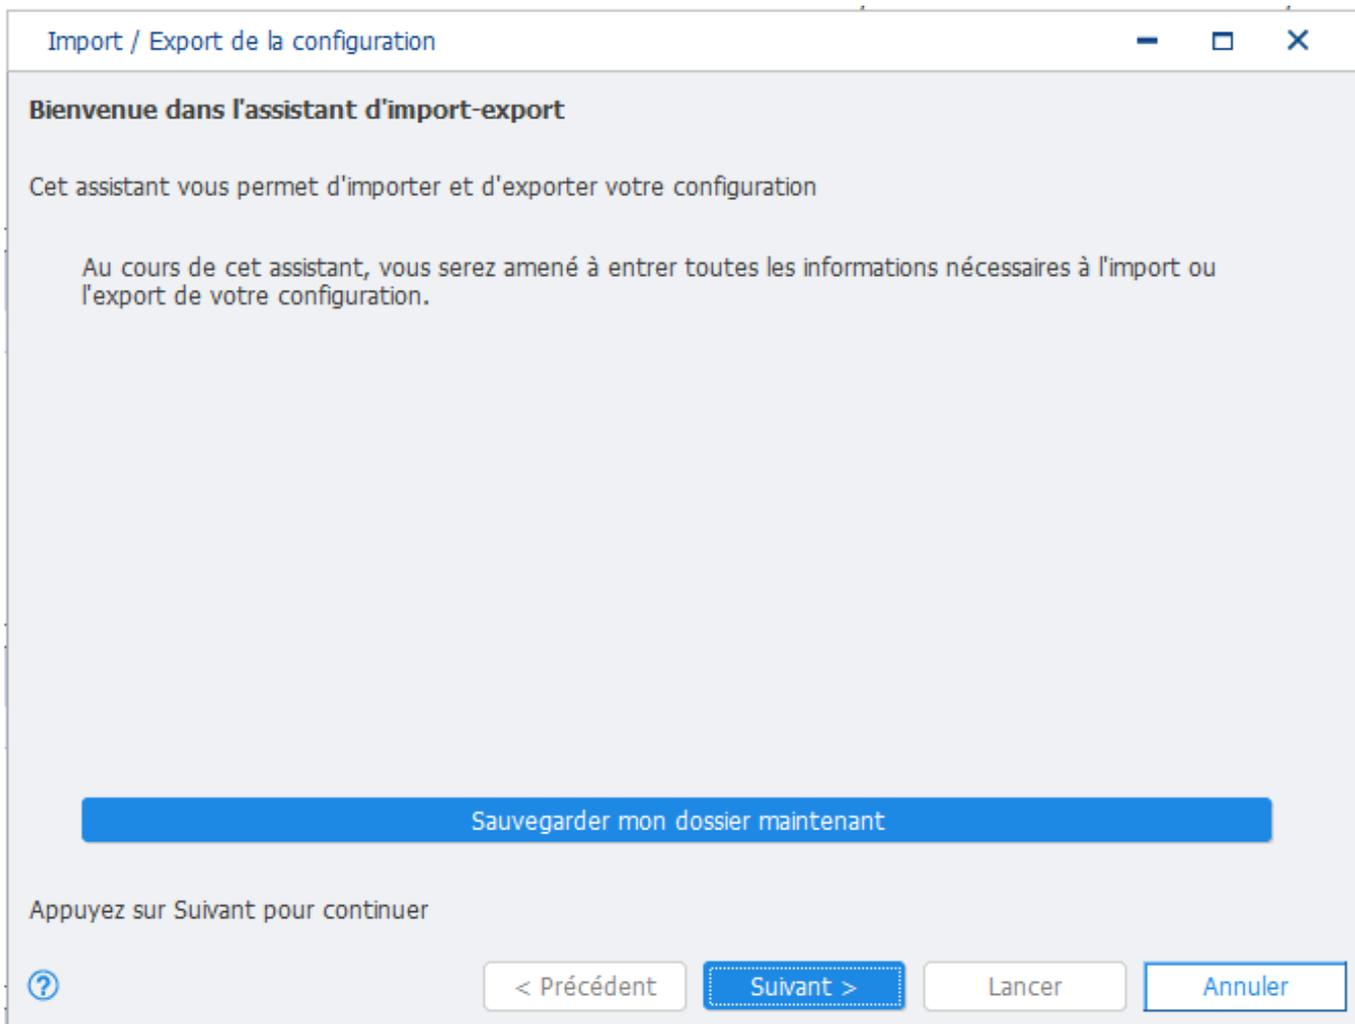 Import / Export de la configuration
Bienvenue dans l'assistant d'import-export
Cet assistant vous permet d'importer et d'exporter votre configuration
Au cours de cet assistant, vous serez amené à entrer toutes les informations nécessaires à l'import ou
l'export de votre configuration.
Sauvegarder mon dossier maintenant
Appuyez sur Suivant pour continuer
? < Précédent Suivant > Lancer Annuler